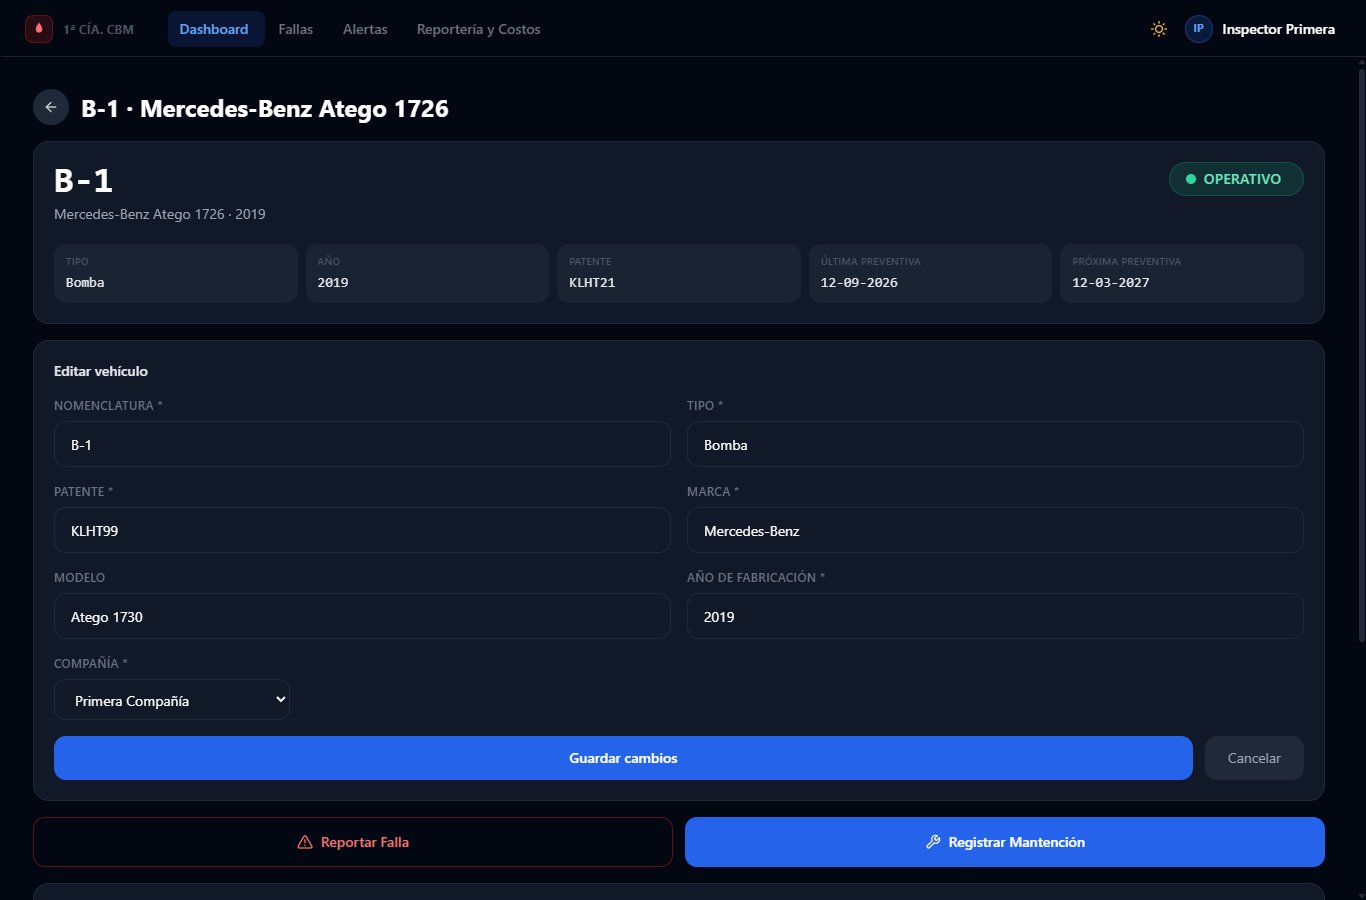 1ª CÍA. CBM Dashboard Fallas Alertas Reportería y Costos IP Inspector Primera
B-1 · Mercedes-Benz Atego 1726
B-1
OPERATIVO
Mercedes-Benz Atego 1726 · 2019
TIPO AÑO PATENTE ÚLTIMA PREVENTIVA PRÓXIMA PREVENTIVA
Bomba 2019 KLHT21 12-09-2026 12-03-2027
Editar vehículo
NOMENCLATURA * TIPO *
B-1 Bomba
PATENTE * MARCA *
KLHT99 Mercedes-Benz
MODELO AÑO DE FABRICACIÓN *
Atego 1730 2019
COMPAÑÍA *
Primera Compañía
Guardar cambios Cancelar
Reportar Falla Registrar Mantención